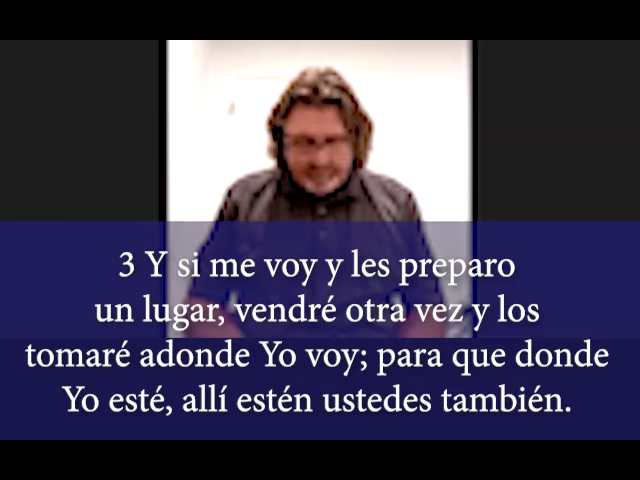 3 Y si me voy y les preparo
un lugar, vendré otra vez y los
tomaré adonde Yo voy; para que donde
Yo esté, allí estén ustedes también.